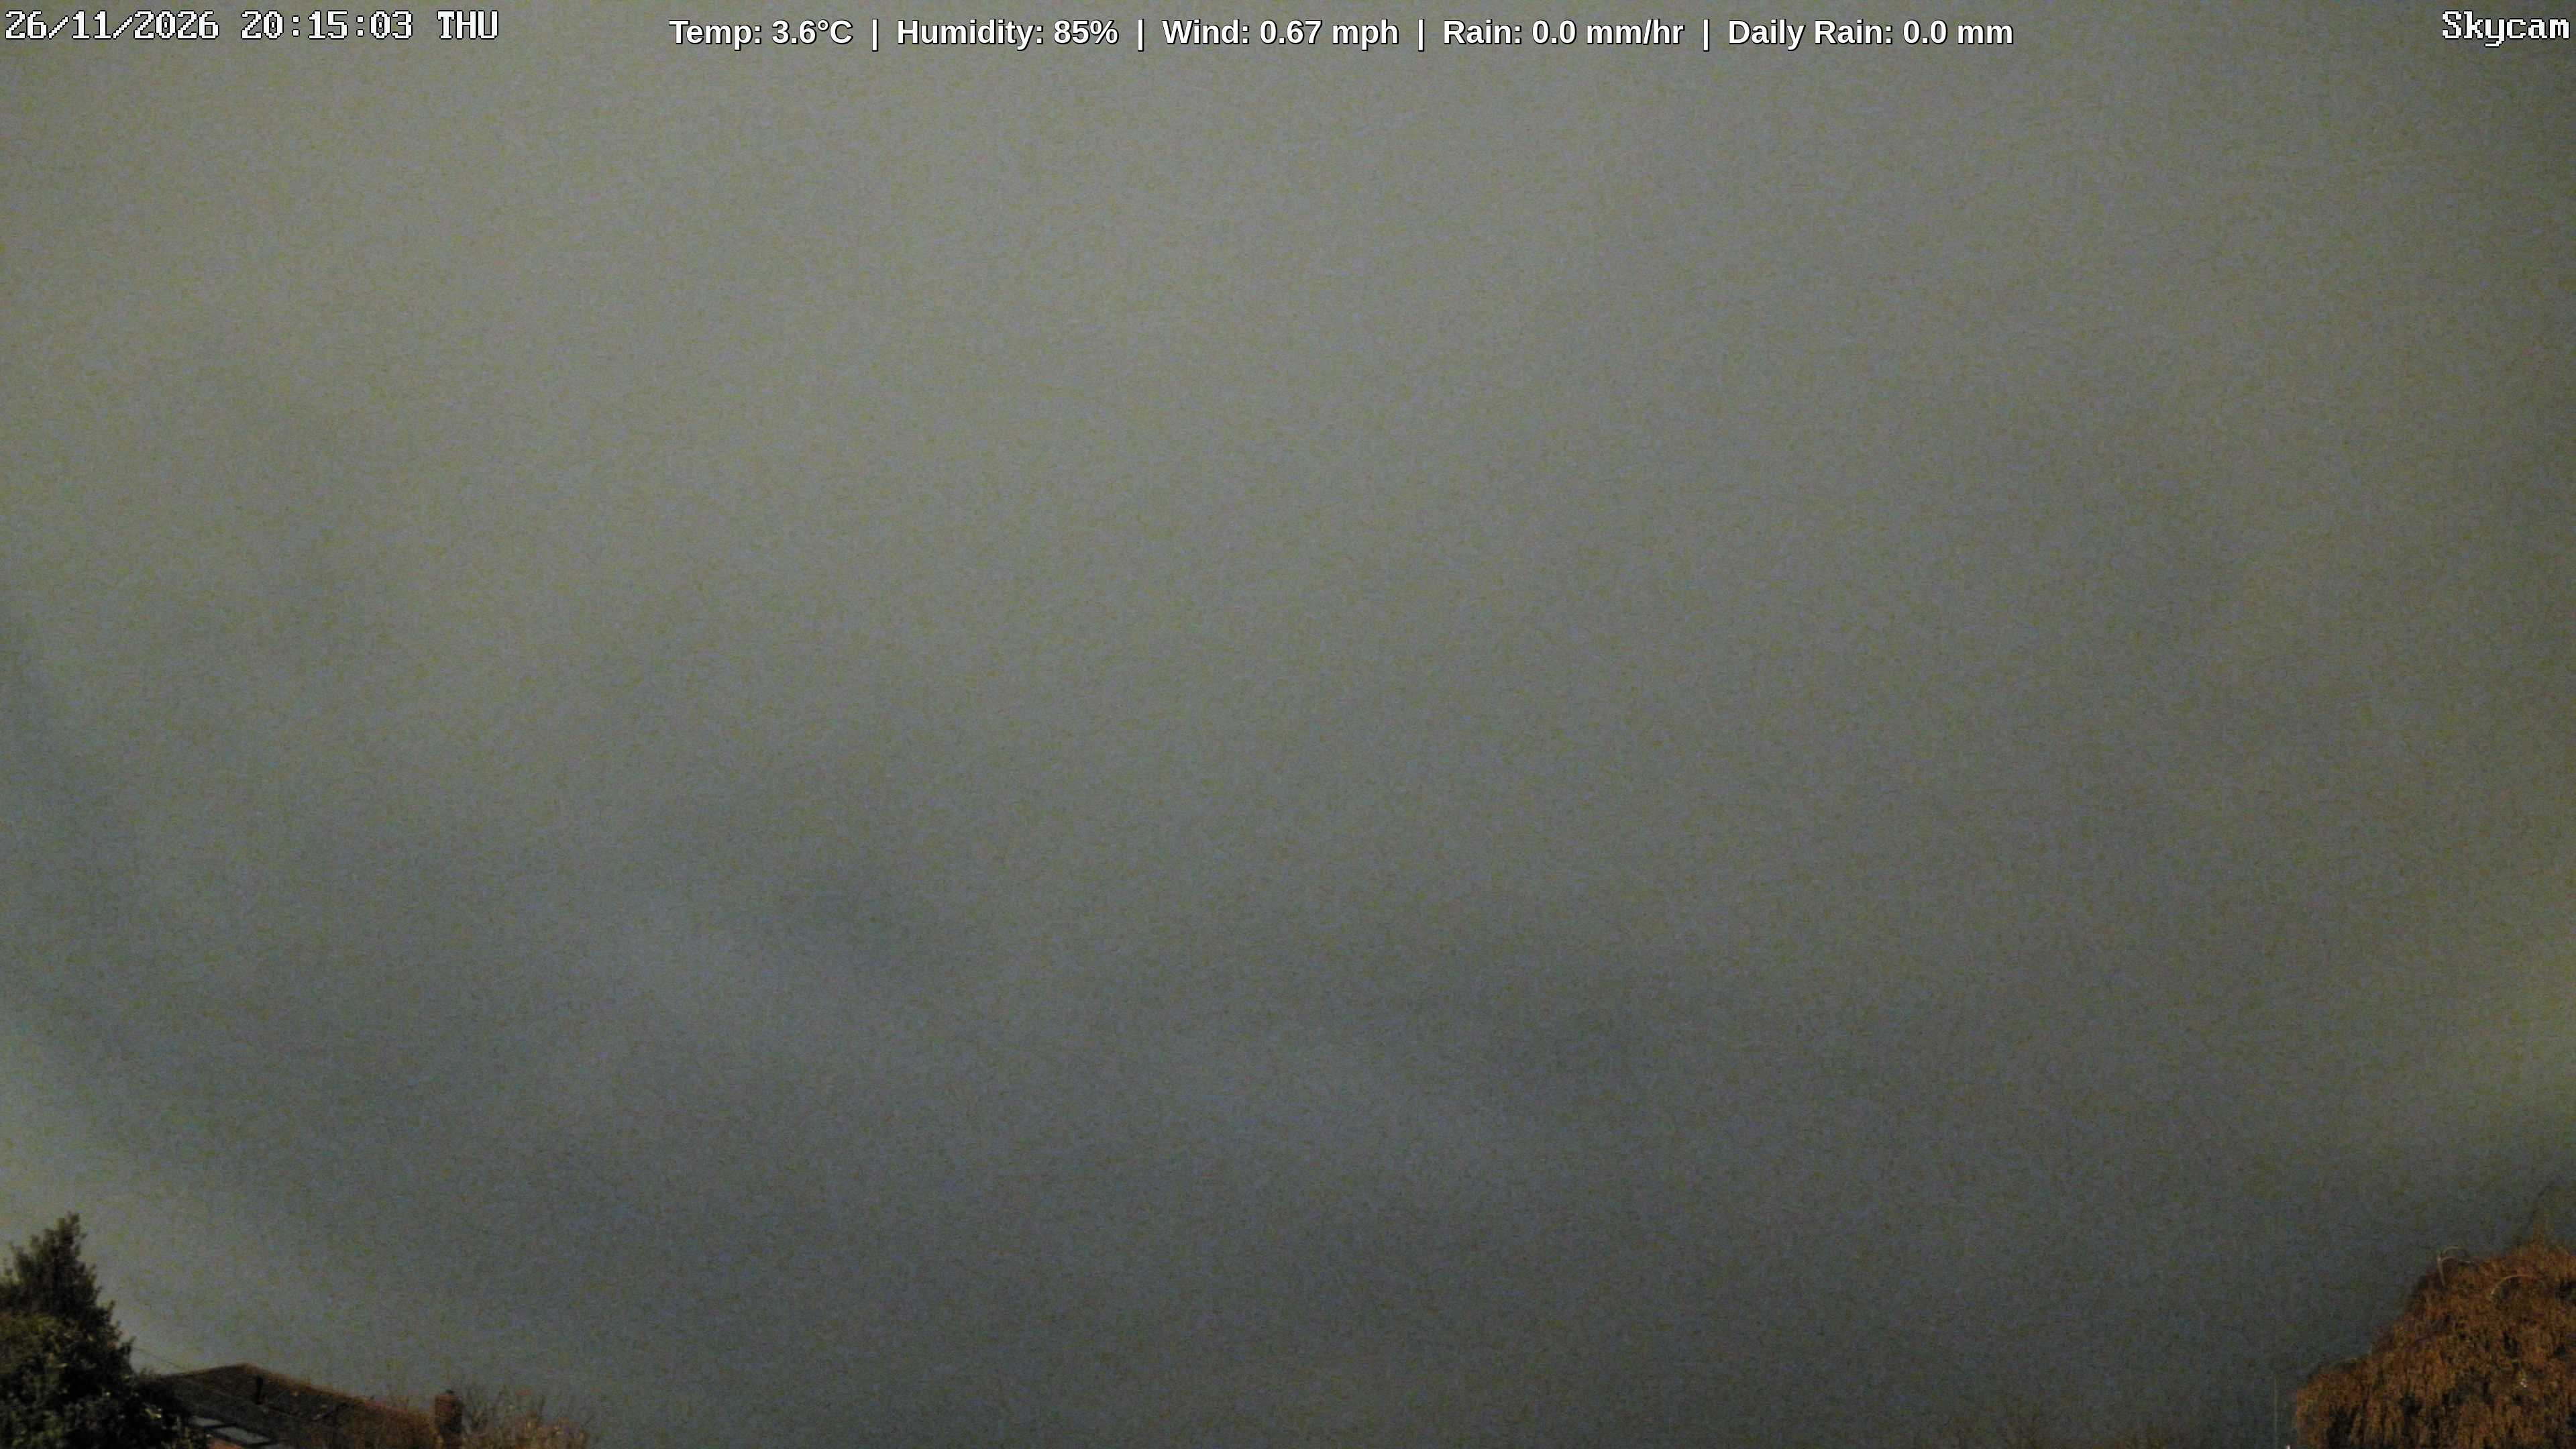 26/11/2026 20:15:03 THU
Temp: 3.6°C | Humidity: 85% | Wind: 0.67 mph | Rain: 0.0 mm/hr | Daily Rain: 0.0 mm
Skycam